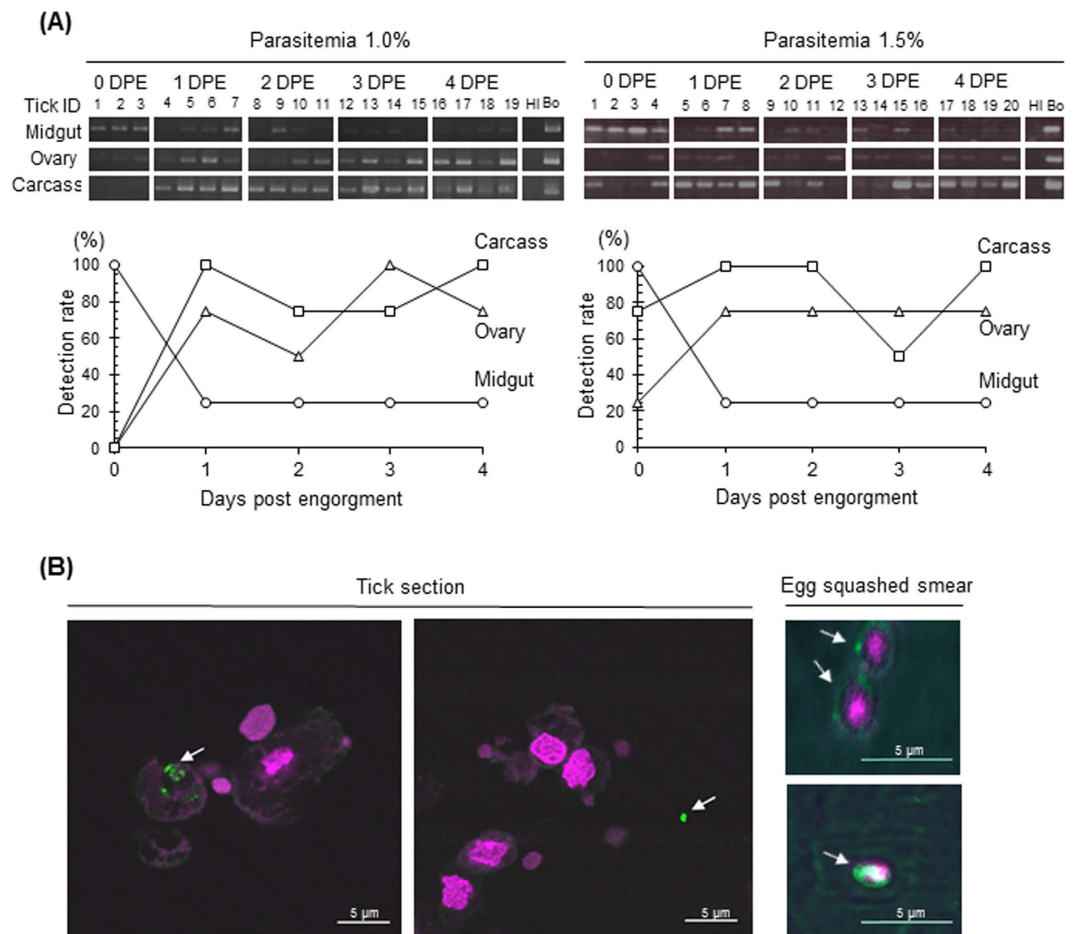 (A)
Parasitemia 1.0% Parasitemia 1.5%
0 DPE 1 DPE 2 DPE 3 DPE 4 DPE 0 DPE 1 DPE 2 DPE 3 DPE 4 DPE
Tick ID 1 2 3 4 5 6 7 8 9 10 11 12 13 14 15 16 17 18 19 HI Bo 1 2 3 4 5 6 7 8 9 10 11 12 13 14 15 16 17 18 19 20 HI Bo
Midgut
Ovary
Carcass
(%) Carcass (%) Carcass
100 100
80 80
Ovary Ovary
60 60
Midgut Midgut
40 40
20 20
0 0
Detection rate Detection rate
0 1 2 3 4 0 1 2 3 4
Days post engorgment Days post engorgment
(B)
Tick section Egg squashed smear
5 µm
5 µm
5 µm
5 µm